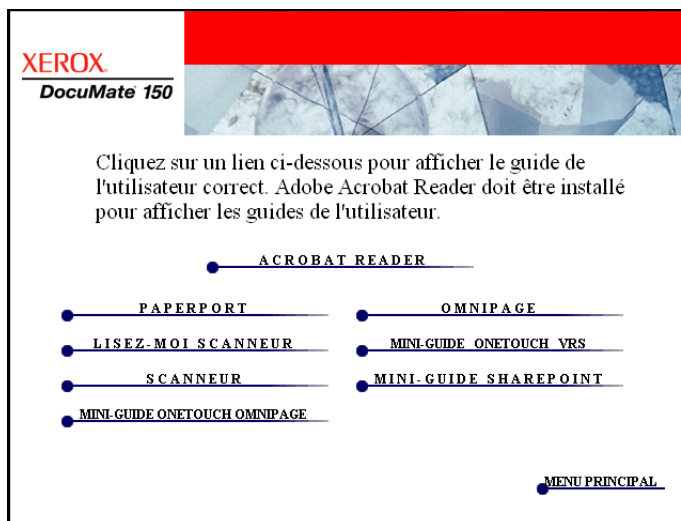 XEROX
DocuMate 150
Cliquez sur un lien ci-dessous pour afficher le guide de
l'utilisateur correct. Adobe Acrobat Reader doit être installé
pour afficher les guides de l'utilisateur.
ACROBAT READER
PAPERPORT
OMNIPAGE
LISEZ-MOI SCANNEUR
MINI-GUIDE ONETOUCH VRS
SCANNEUR
MINI-GUIDE SHAREPOINT
MINI-GUIDE ONETOUCH OMNIPAGE
MENU PRINCIPAL